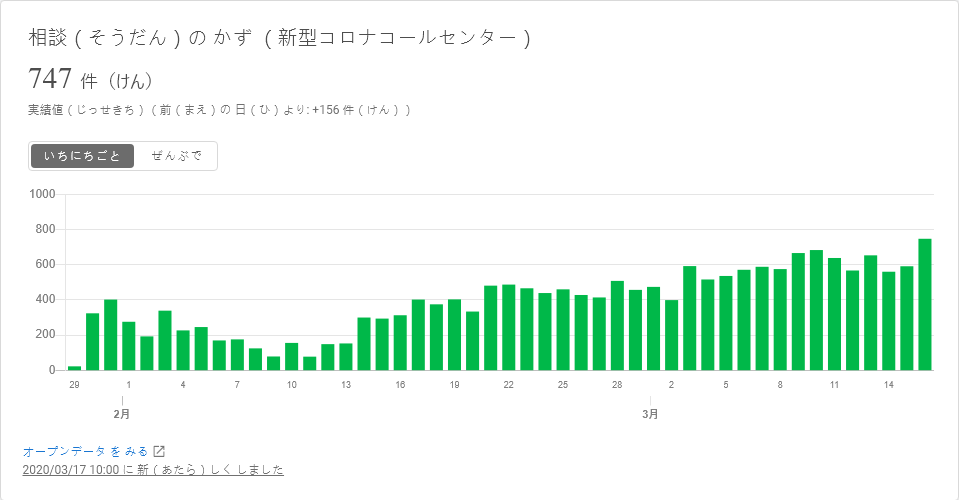 相談 ( そうだん ) の かず ( 新型コロナコールセンター )
747 件 (けん)
実績値 ( じっせきち ) ( 前 ( まえ ) の 日 ( ひ ) より: +156 件 ( けん ) )
いちにちごと ぜんぶで
1000
800
600
400
200
0
29 1 4 7 10 13 16 19 22 25 28 2 5 8 11 14
2月 3月
オープンデータ を みる
2020/03/17 10:00 に 新 ( あたら ) しく しました